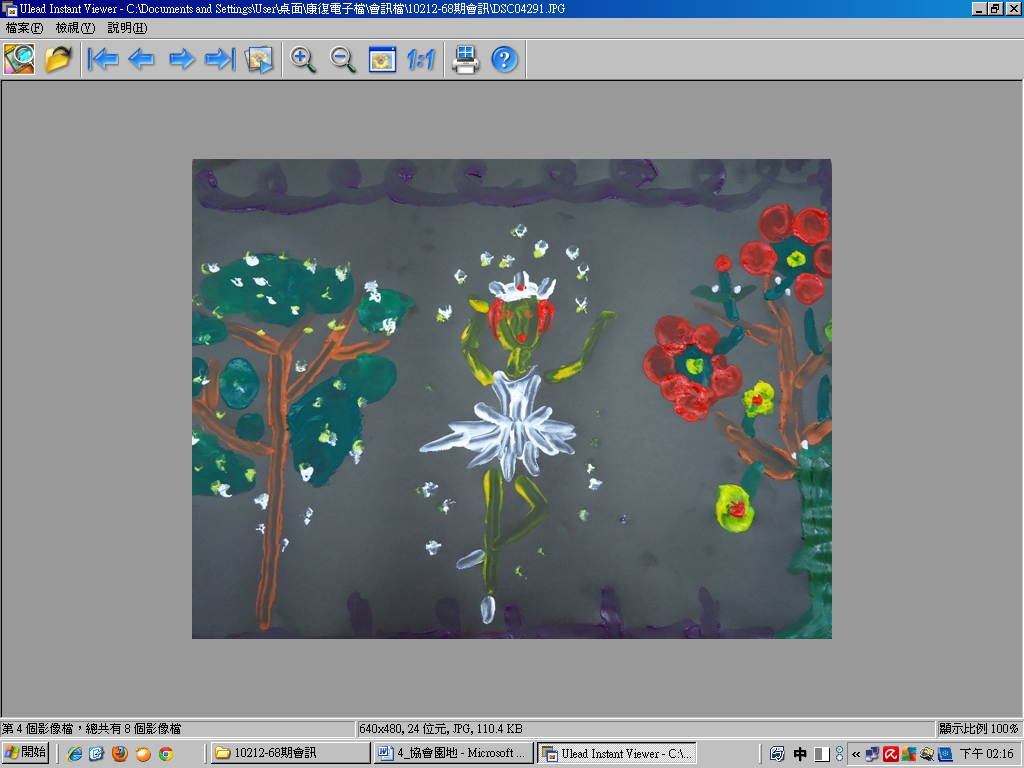 Ulead Instant Viewer - C:\Documents and Settings\User\桌面\康復電子檔\會訊檔\10212-68期會訊\DSC04291.JPG
檔案(F) 檢視(V) 說明(H)
1:1
第 4 個影像檔，總共有 8 個影像檔
640x480, 24 位元, JPG, 110.4 KB
顯示比例 100%
開始
10212-68期會訊
4_協會園地 - Microsoft ...
Ulead Instant Viewer - C:\...
中
下午 02:16